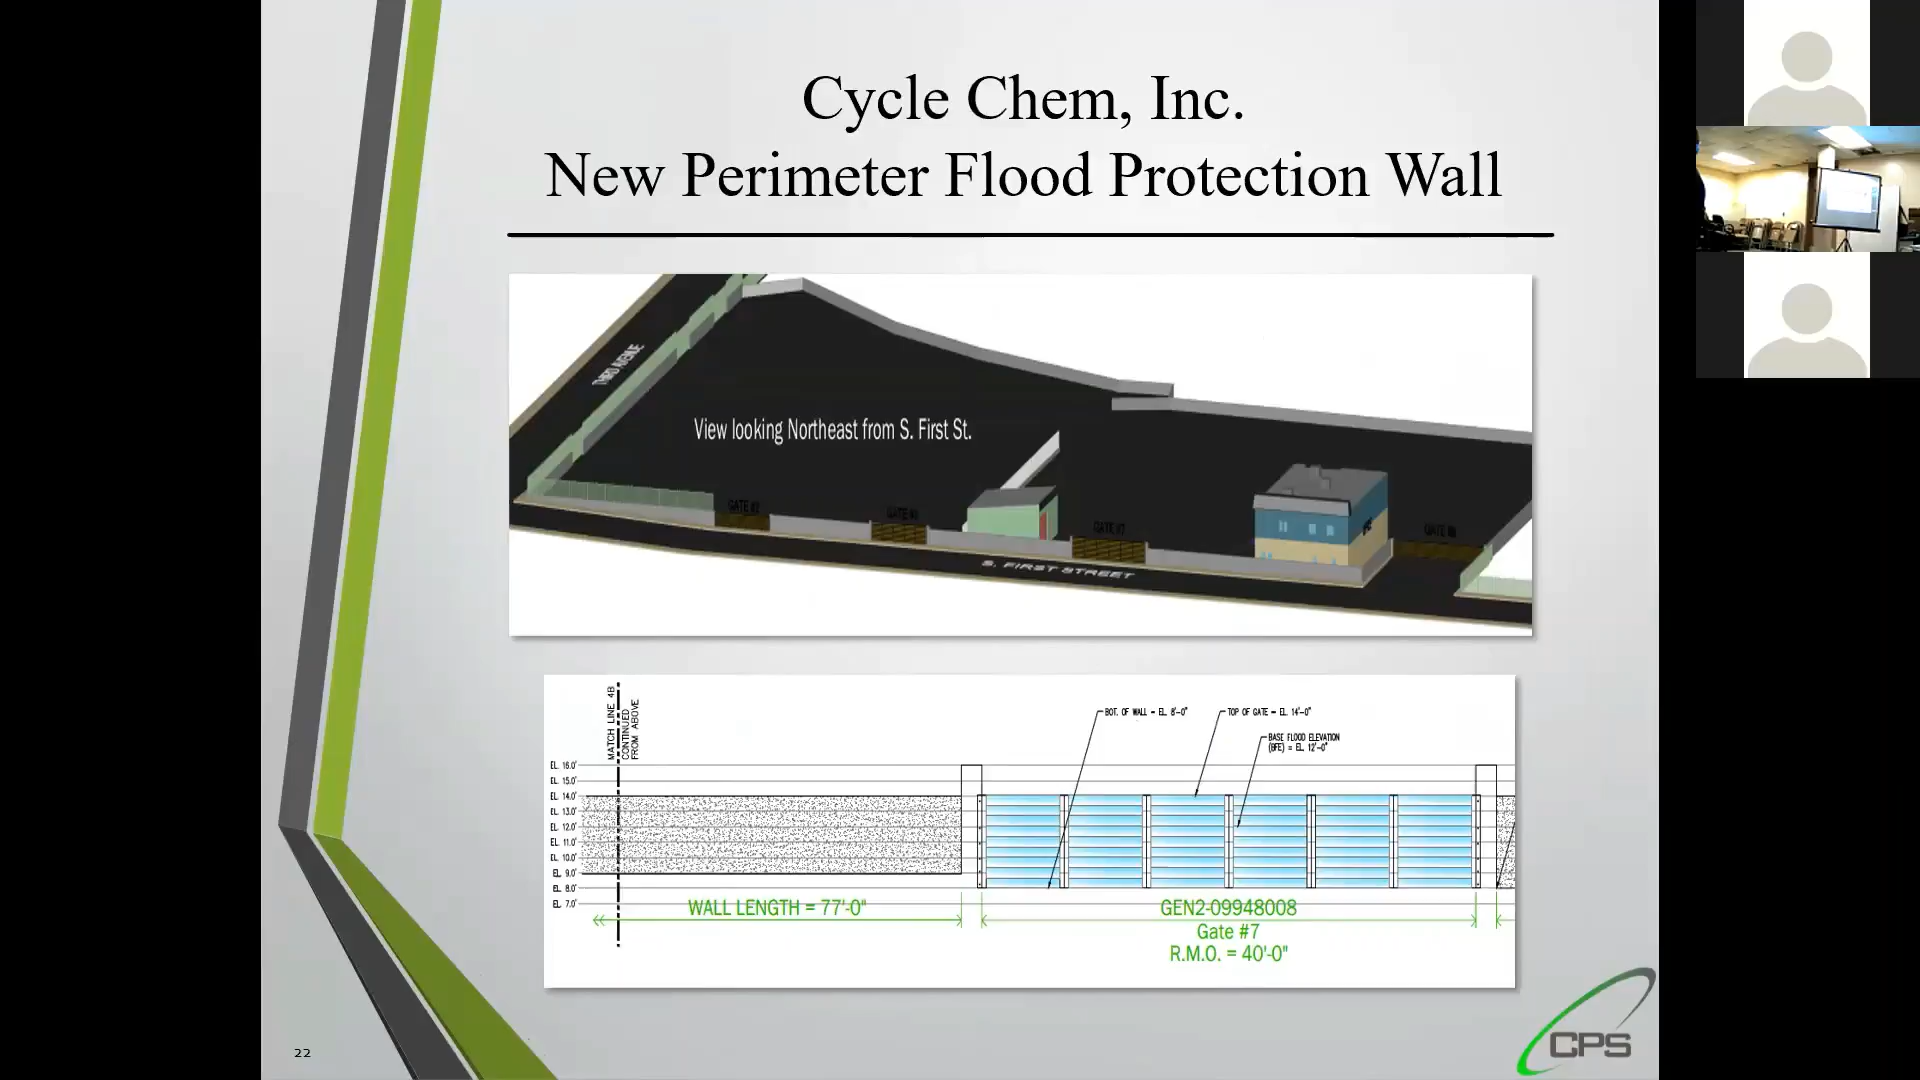 Cycle Chem, Inc.
New Perimeter Flood Protection Wall
THIRD AVENUE
View looking Northeast from S. First St.
GATE
GATE
GATE #7
GATE
S. FIRST STREET
MATCH LINE 4B
CONTINUED
FROM ABOVE
BOT. OF WALL = EL. 8'-0"
TOP OF GATE = EL. 14'-0"
BASE FLOOD ELEVATION
(BFE) = EL. 12'-0"
EL. 16.0'
EL. 15.0'
EL. 14.0'
EL. 13.0'
EL. 12.0'
EL. 11.0'
EL. 10.0'
EL. 9.0'
EL. 8.0'
EL. 7.0'
WALL LENGTH = 77'-0"
GEN2-09948008
Gate #7
R.M.O. = 40'-0"
22
CPS